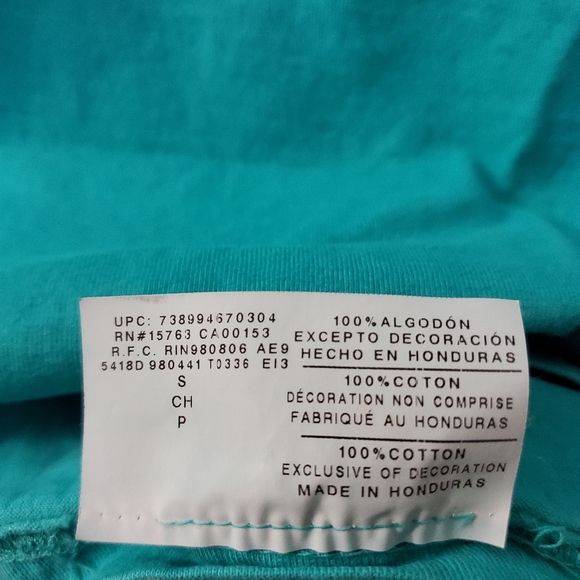 UPC: 738994670304
RN#15763 CA00153
R.F.C. RIN980806 AE9
5418D 980441 T0336 EI3
S
CH
P
100%ALGODÓN
EXCEPTO DECORACIÓN
HECHO EN HONDURAS
100%COTON
DÉCORATION NON COMPRISE
FABRIQUÉ AU HONDURAS
100%COTTON
EXCLUSIVE OF DECORATION
MADE IN HONDURAS